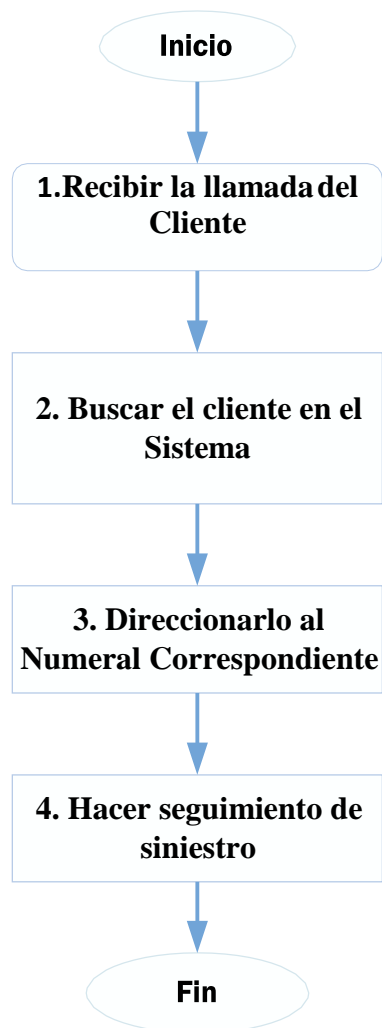 Inicio
1.Recibir la llamada del
Cliente
2. Buscar el cliente en el
Sistema
3. Direccionarlo al
Numeral Correspondiente
4. Hacer seguimiento de
siniestro
Fin